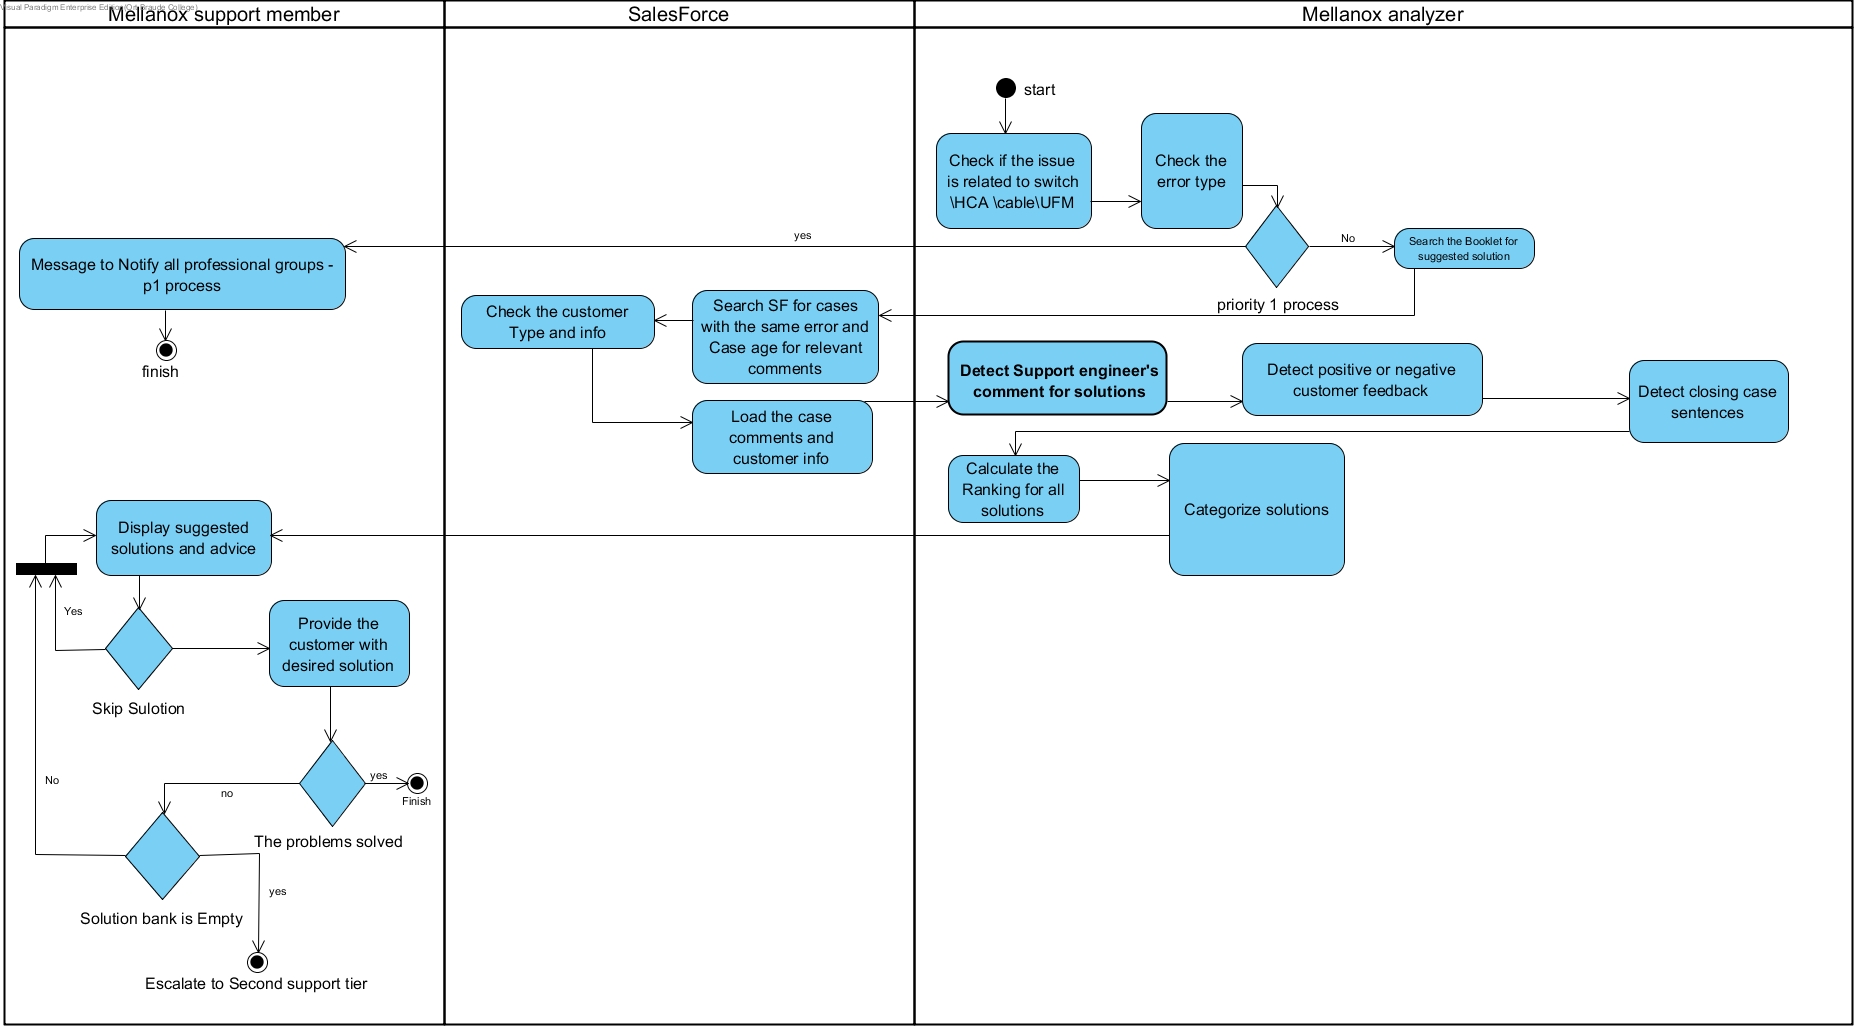 Visual Paradigm Enterprise Edition(Ort Braude College)
Mellanox support member
SalesForce
Mellanox analyzer
start
Check if the issue
is related to switch
\HCA \cable\UFM
Check the
error type
yes
No
Search the Booklet for
suggested solution
priority 1 process
Message to Notify all professional groups -
p1 process
finish
Check the customer
Type and info
Search SF for cases
with the same error and
Case age for relevant
comments
Load the case
comments and
customer info
Detect Support engineer's
comment for solutions
Detect positive or negative
customer feedback
Detect closing case
sentences
Calculate the
Ranking for all
solutions
Categorize solutions
Display suggested
solutions and advice
Yes
Skip Sulotion
Provide the
customer with
desired solution
yes
Finish
no
The problems solved
No
Solution bank is Empty
yes
Escalate to Second support tier